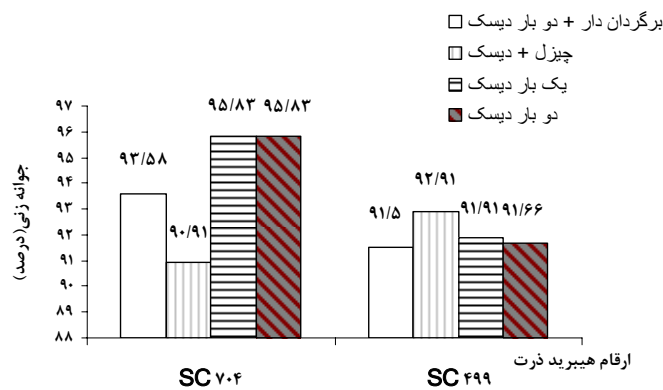 برگردان دار + دو بار دیسک
چیزل + دیسک
یک بار دیسک
دو بار دیسک
جوانه زنی(درصد)
۹۷
۹۶
۹۵
۹۴
۹۳
۹۲
۹۱
۹۰
۸۹
۸۸
۹۳/۵۸
۹۰/۹۱
۹۵/۸۳ ۹۵/۸۳
۹۱/۵
۹۲/۹۱
۹۱/۹۱ ۹۱/۶۶
SC ۷۰۴
SC ۴۹۹
ارقام هیبرید ذرت